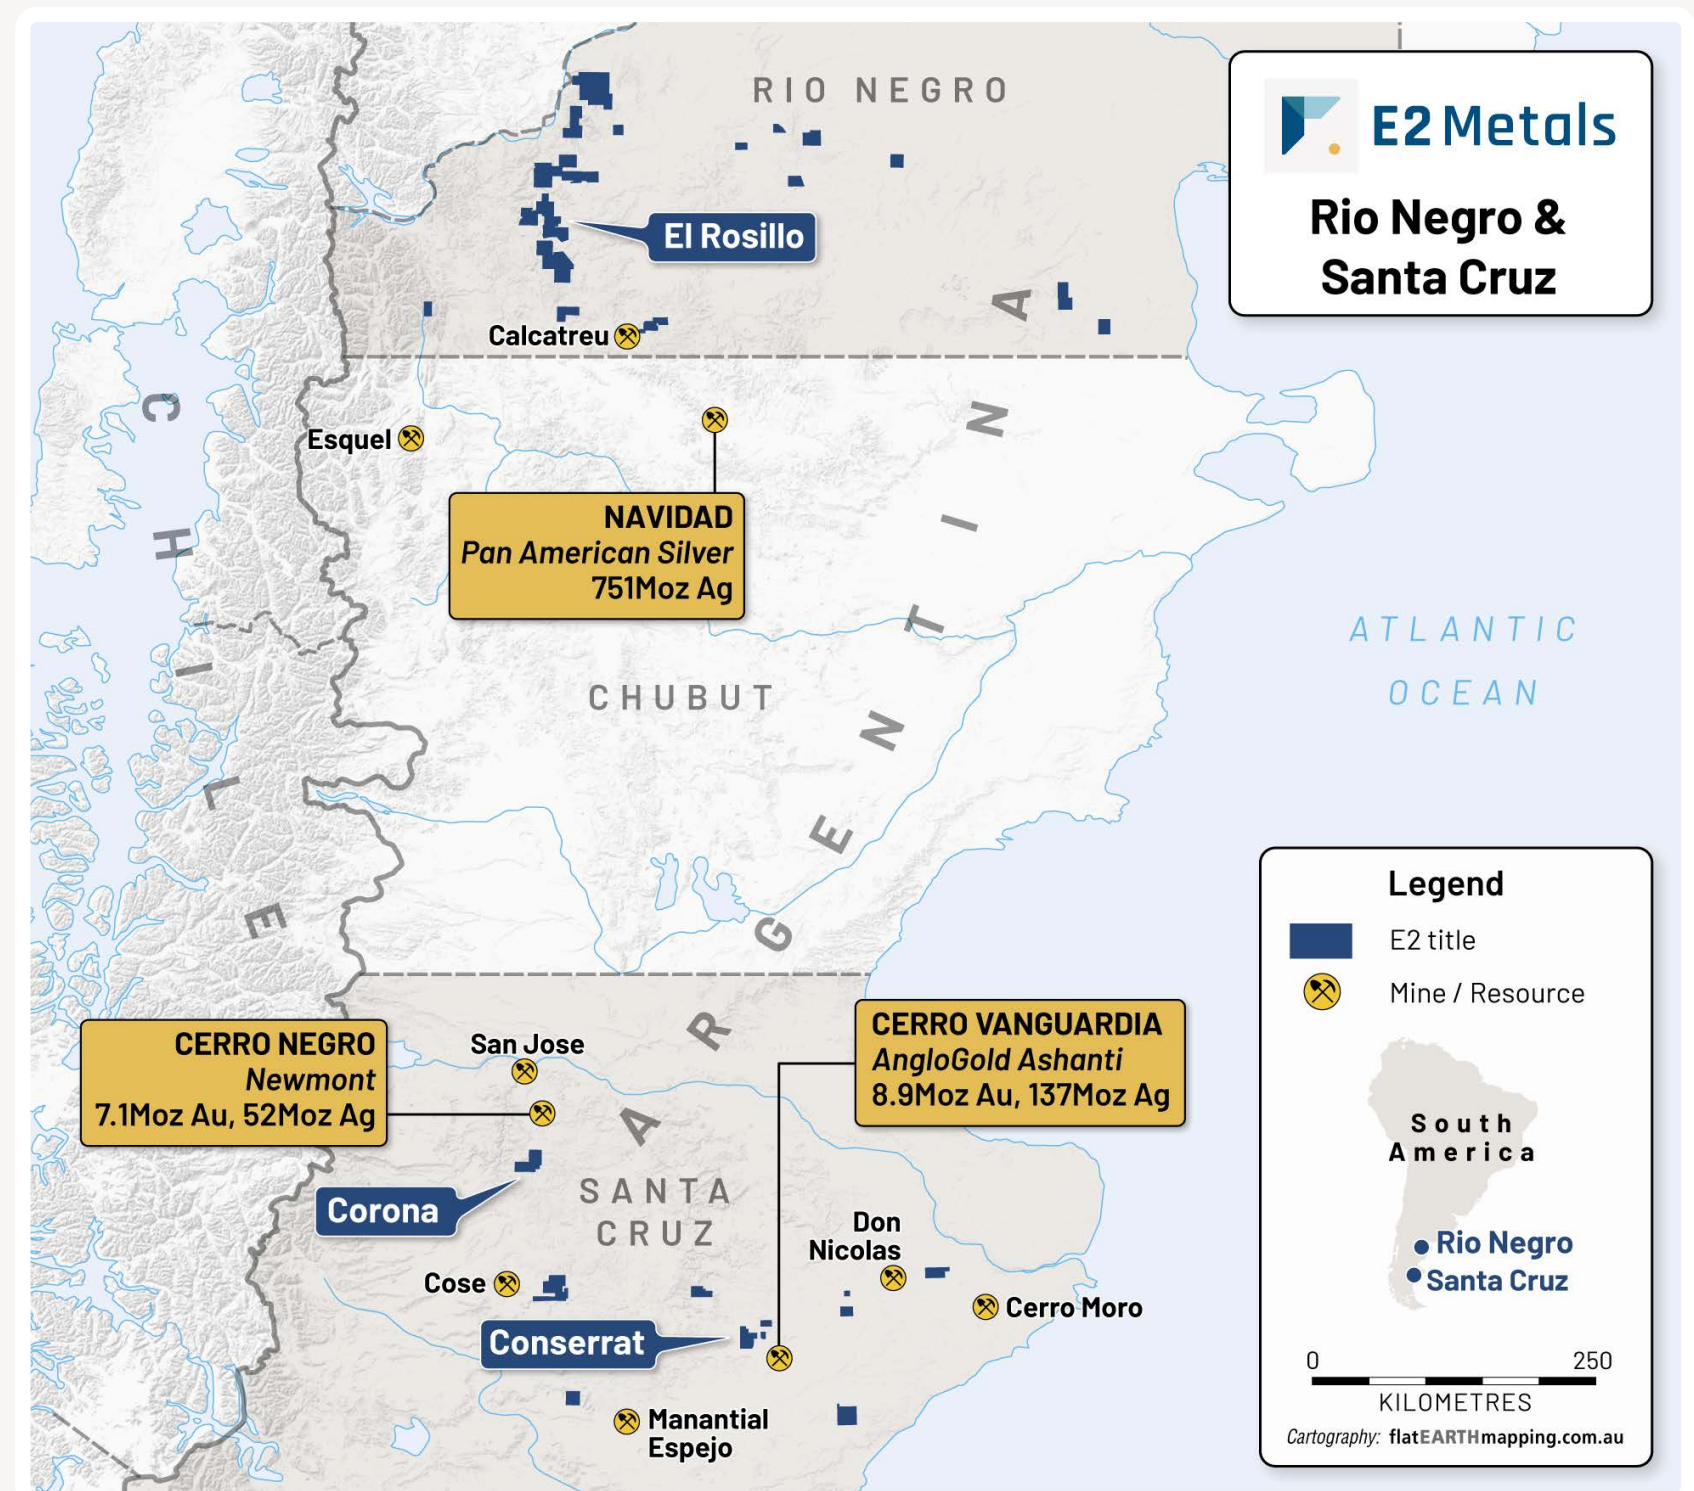 RIO NEGRO
E2 Metals
Rio Negro &
Santa Cruz
El Rosillo
Calcatreu
Esquel
NAVIDAD
Pan American Silver
751Moz Ag
CHILE
ARGENTINA
ATLANTIC
OCEAN
CHUBUT
CERRO NEGRO
Newmont
7.1Moz Au, 52Moz Ag
San Jose
CERRO VANGUARDIA
AngloGold Ashanti
8.9Moz Au, 137Moz Ag
Corona
SANTA
CRUZ
Don
Nicolas
Cose
Cerro Moro
Conserrat
Manantial
Espejo
Legend
E2 title
Mine / Resource
South
America
Rio Negro
Santa Cruz
0 250
KILOMETRES
Cartography: flatEARTHmapping.com.au